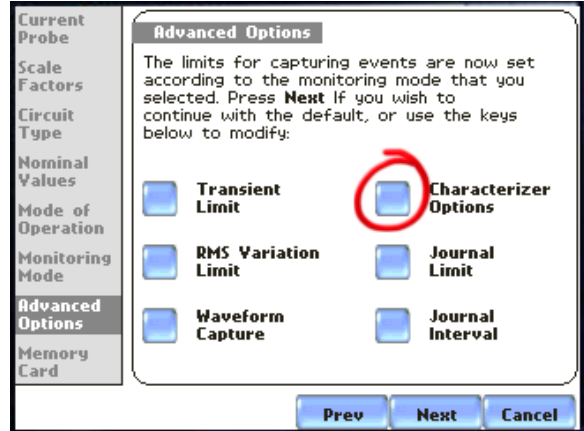 Current
Probe
Scale
Factors
Circuit
Type
Nominal
Values
Mode of
Operation
Monitoring
Mode
Advanced
Options
Memory
Card
Advanced Options
The limits for capturing events are now set
according to the monitoring mode that you
selected. Press Next If you wish to
continue with the default, or use the keys
below to modify:
Transient
Limit
Characterizer
Options
RMS Variation
Limit
Journal
Limit
Waveform
Capture
Journal
Interval
Prev
Next
Cancel